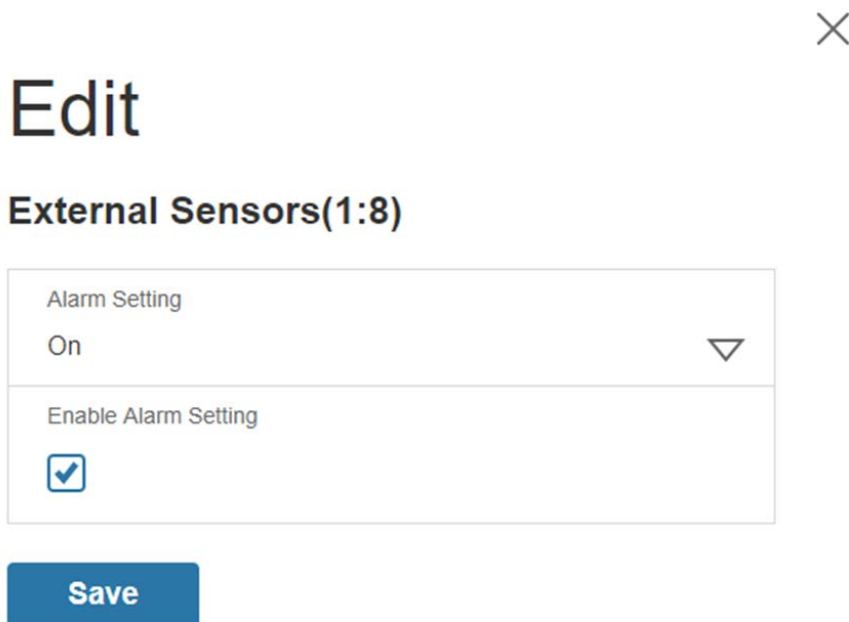 Edit
External Sensors(1:8)
Alarm Setting
On
Enable Alarm Setting
Save